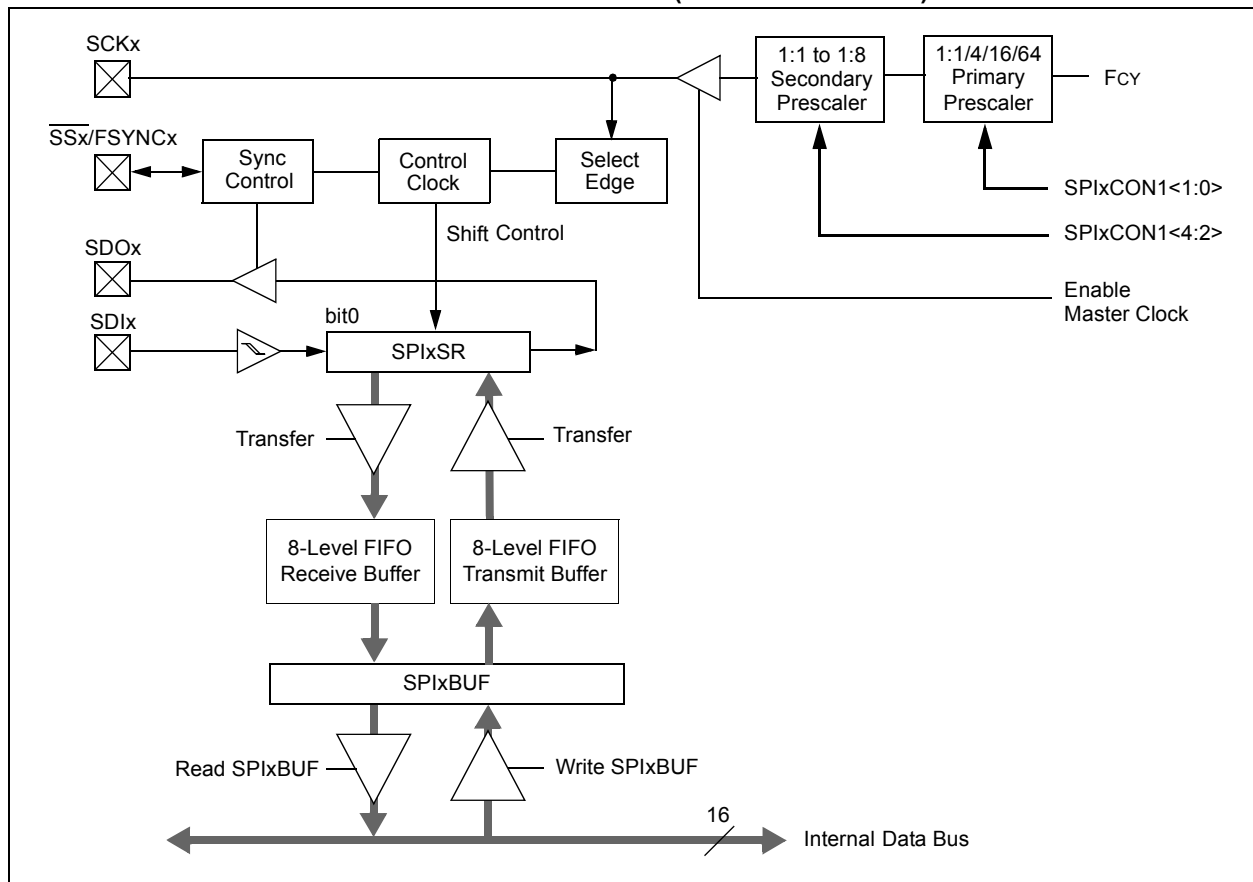 SCKx
SSx/FSYNCx
SDOx
SDIx
1:1 to 1:8
Secondary
Prescaler
1:1/4/16/64
Primary
Prescaler
FCY
Sync
Control
Control
Clock
Select
Edge
SPIxCON1<1:0>
SPIxCON1<4:2>
Shift Control
Enable
Master Clock
bit0
SPIxSR
Transfer
Transfer
8-Level FIFO
Receive Buffer
8-Level FIFO
Transmit Buffer
SPIxBUF
Read SPIxBUF
Write SPIxBUF
16
Internal Data Bus